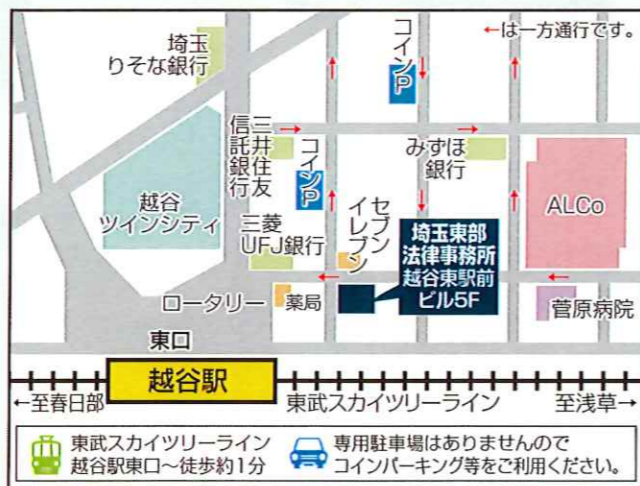 ←は一方通行です。
埼玉
りそな銀行
コインP
三井住友
信託銀行
コインP
みずほ
銀行
越谷
ツインシティ
ALCo
三菱
UFJ銀行
セブン
イレブン
埼玉東部
法律事務所
越谷東駅前
ビル5F
ロータリー
薬局
菅原病院
東口
越谷駅
←至春日部
東武スカイツリーライン
至浅草→
東武スカイツリーライン
越谷駅東口～徒歩約1分
専用駐車場はありませんので
コインパーキング等をご利用ください。